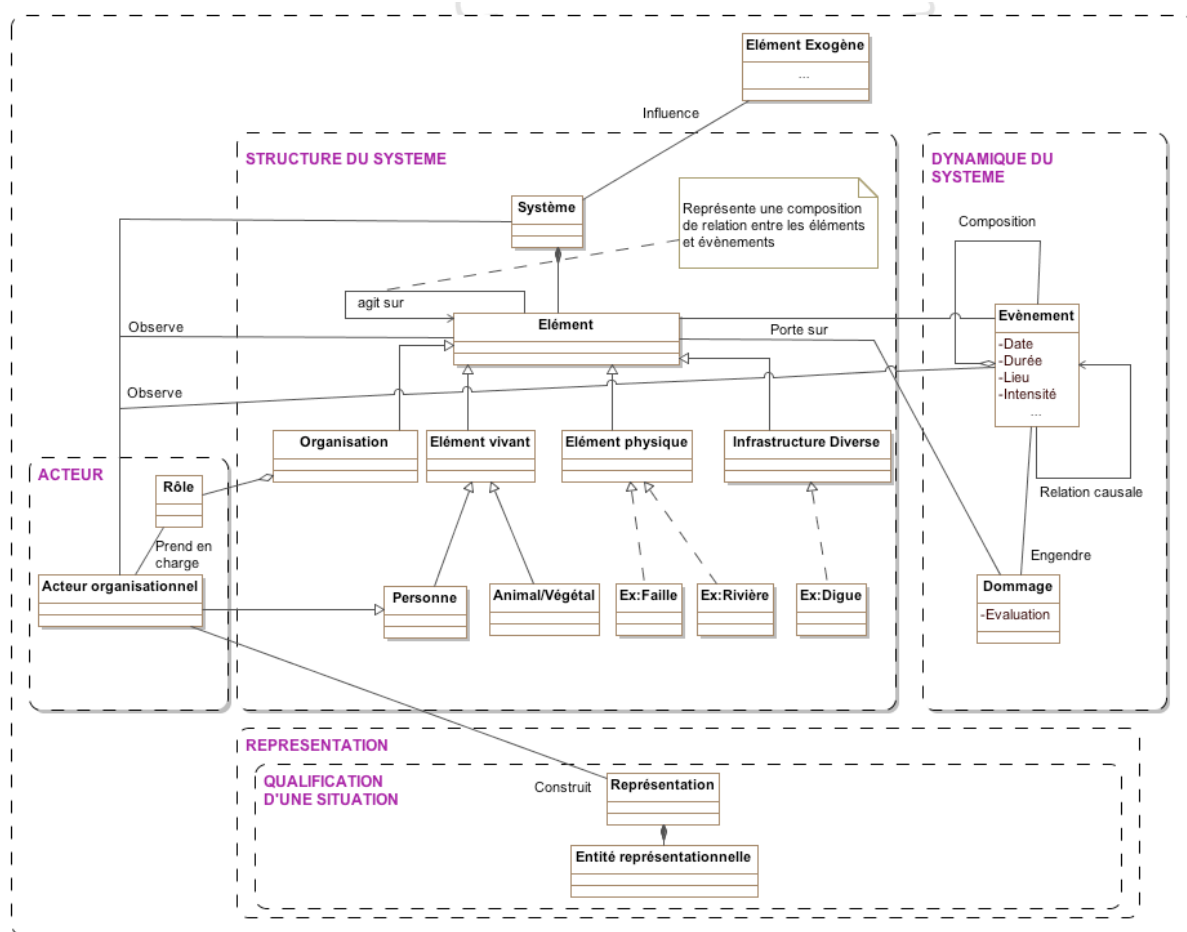 Elément Exogène
...
Influence
STRUCTURE DU SYSTEME
DYNAMIQUE DU
SYSTEME
Système
Représente une composition
de relation entre les éléments
et évènements
Composition
agit sur
Elément
Evènement
Observe
Porte sur
-Date
-Durée
-Lieu
-Intensité
...
Observe
Organisation
Elément vivant
Elément physique
Infrastructure Diverse
ACTEUR
Rôle
Relation causale
Prend en
charge
Engendre
Acteur organisationnel
Personne
Animal/Végétal
Ex:Faille
Ex:Rivière
Ex:Digue
Dommage
-Evaluation
REPRESENTATION
QUALIFICATION
D'UNE SITUATION
Construit
Représentation
Entité représentationnelle